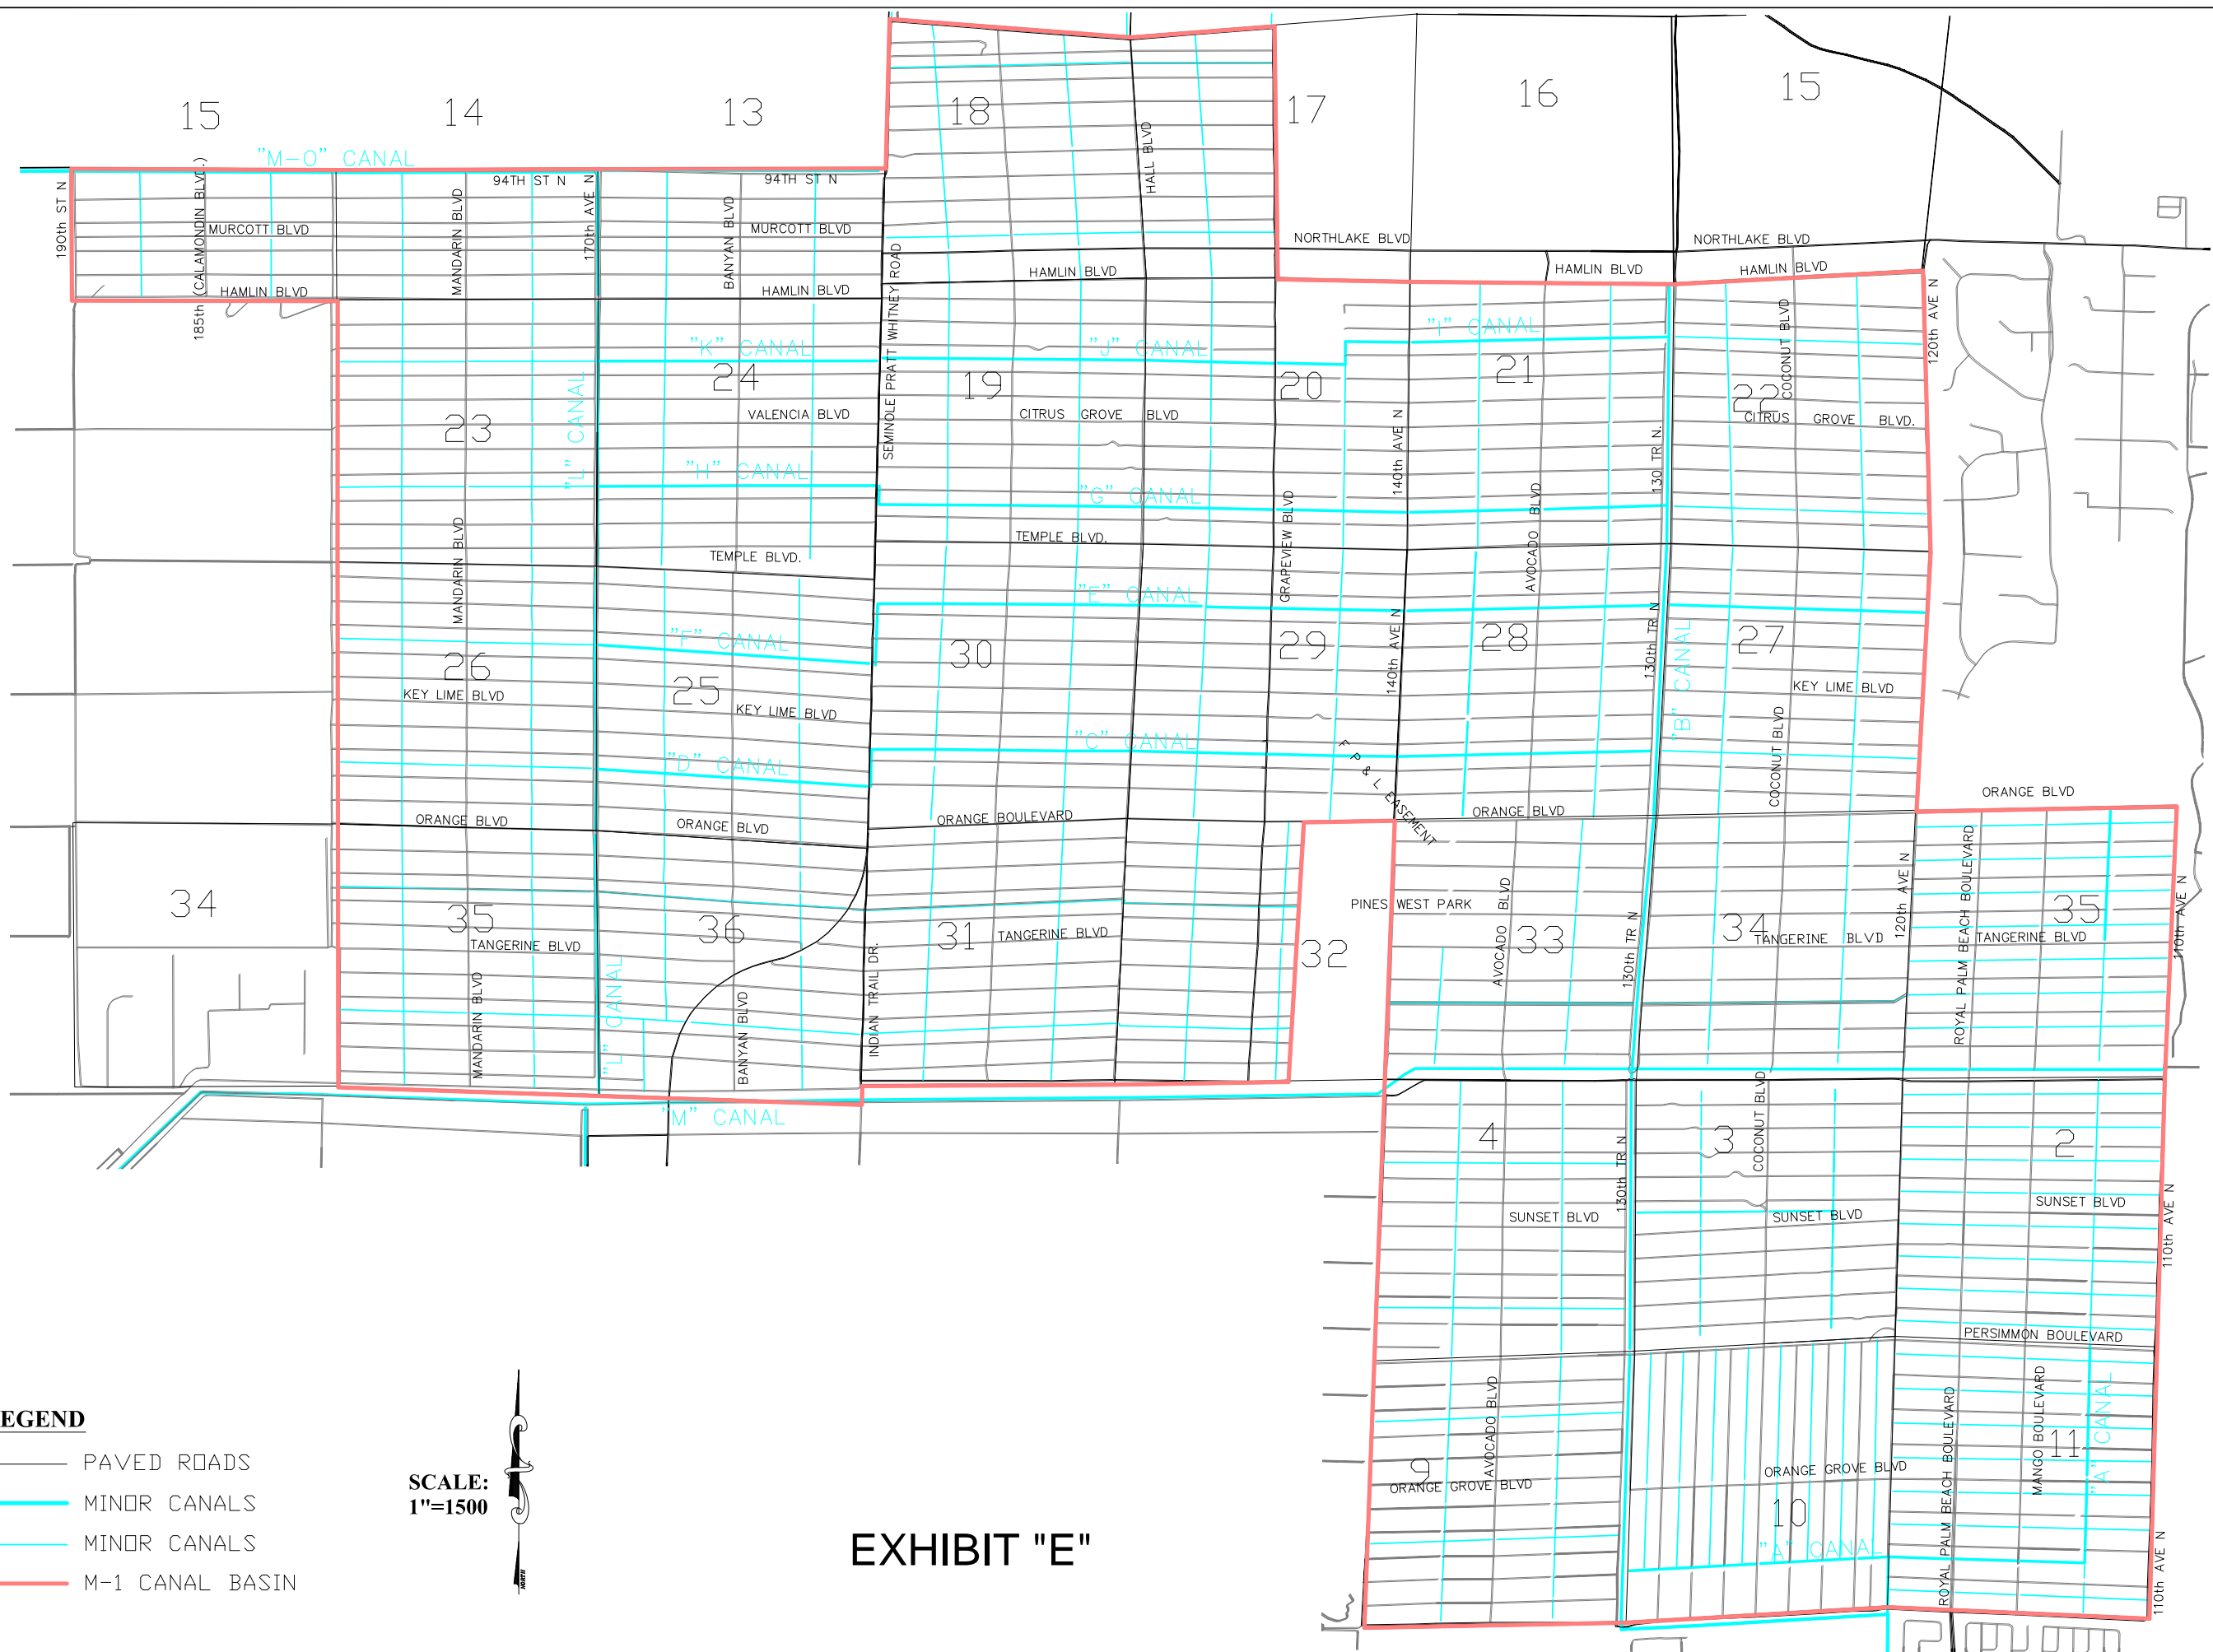 15
14
13
18
17
16
15
"M-O" CANAL
190th ST N
185th (CALAMONDIN BLVD.)
MURCOTT BLVD
HAMLIN BLVD
MANDARIN BLVD
94TH ST N
170th AVE N
BANYAN BLVD
94TH ST N
MURCOTT BLVD
HAMLIN BLVD
SEMINOLE PRATT WHITNEY ROAD
HALL BLVD
HAMLIN BLVD
NORTHLAKE BLVD
HAMLIN BLVD
NORTHLAKE BLVD
HAMLIN BLVD
120th AVE N
"K" CANAL
"J" CANAL
"I" CANAL
COCONUT BLVD
23
24
19
20
21
22
"L" CANAL
VALENCIA BLVD
CITRUS GROVE BLVD
140th AVE N
130 TR N.
CITRUS GROVE BLVD.
"H" CANAL
"G" CANAL
MANDARIN BLVD
TEMPLE BLVD.
TEMPLE BLVD.
GRAPEVIEW BLVD
AVOCADO BLVD
"E" CANAL
"F" CANAL
26
25
30
29
28
27
140th AVE N
130th TR N
"B" CANAL
KEY LIME BLVD
KEY LIME BLVD
KEY LIME BLVD
"D" CANAL
"C" CANAL
F P & L EASEMENT
COCONUT BLVD
ORANGE BLVD
ORANGE BLVD
ORANGE BOULEVARD
ORANGE BLVD
ORANGE BLVD
34
35
36
31
32
33
34
35
PINES WEST PARK
AVOCADO BLVD
130th TR N
120th AVE N
ROYAL PALM BEACH BOULEVARD
110th AVE N
TANGERINE BLVD
TANGERINE BLVD
TANGERINE BLVD
TANGERINE BLVD
MANDARIN BLVD
"L" CANAL
BANYAN BLVD
INDIAN TRAIL DR.
"M" CANAL
4
3
2
130th TR N
COCONUT BLVD
SUNSET BLVD
SUNSET BLVD
SUNSET BLVD
110th AVE N
PERSIMMON BOULEVARD
AVOCADO BLVD
9
ORANGE GROVE BLVD
ORANGE GROVE BLVD
10
"A" CANAL
ROYAL PALM BEACH BOULEVARD
MANGO BOULEVARD
11
"A" CANAL
110th AVE N
EGEND
PAVED ROADS
MINOR CANALS
MINOR CANALS
M-1 CANAL BASIN
SCALE:
1"=1500
NORTH
EXHIBIT "E"